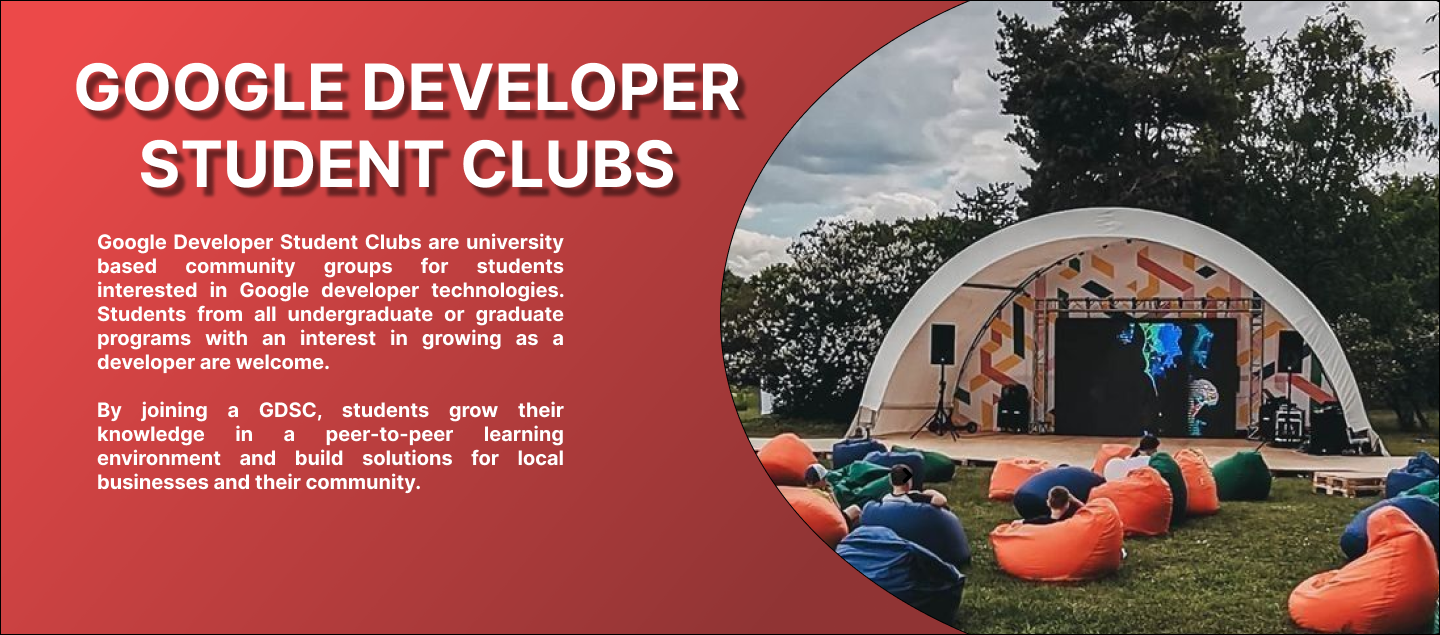 GOOGLE DEVELOPER
STUDENT CLUBS
Google Developer Student Clubs are university
based community groups for students
interested in Google developer technologies.
Students from all undergraduate or graduate
programs with an interest in growing as a
developer are welcome.
By joining a GDSC, students grow their
knowledge in a peer-to-peer learning
environment and build solutions for local
businesses and their community.